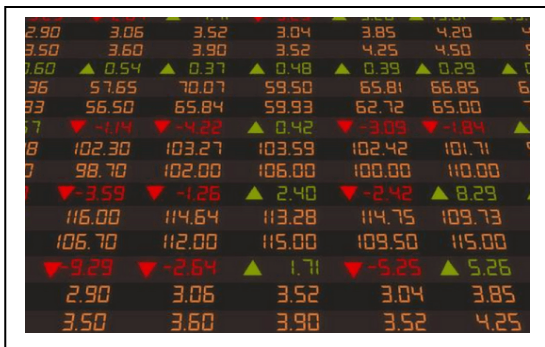 2.90 3.06 3.52 3.04 3.85 4.20
3.50 3.60 3.90 3.52 4.25 4.50
0.60 ▲ 0.54 ▲ 0.37 ▲ 0.48 ▲ 0.39 ▲ 0.29 ▲
36 57.65 70.07 59.50 65.81 66.85
33 56.50 65.84 59.93 62.72 65.00
▼ -1.14 ▼ -4.22 ▲ 0.42 ▼ -3.09 ▼ -1.84 ▲
102.30 103.27 103.59 102.42 101.71
98.70 102.00 106.00 100.00 110.00
▼ -3.59 ▼ -1.26 ▲ 2.40 ▼ -2.42 ▲ 8.29
116.00 114.64 113.28 114.75 109.73
106.70 112.00 115.00 109.50 115.00
▼ -9.29 ▼ -2.64 ▲ 1.71 ▼ -5.25 ▲ 5.26
2.90 3.06 3.52 3.04 3.85
3.50 3.60 3.90 3.52 4.25